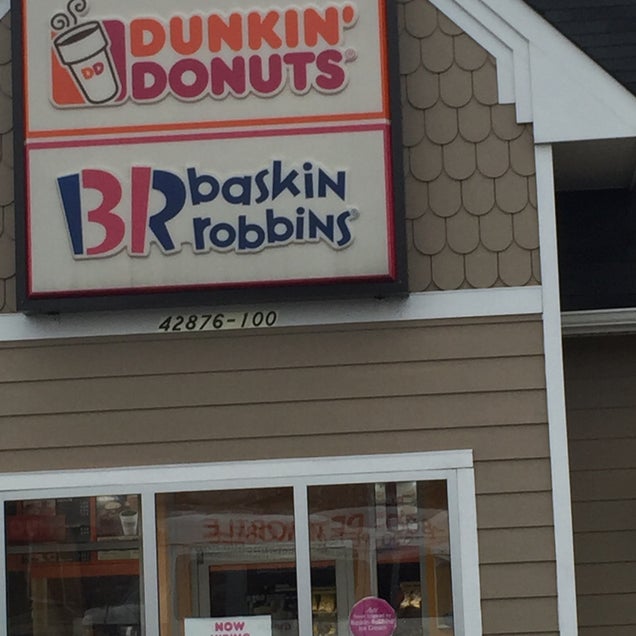 DD
DUNKIN'
DONUTS
BR baskin
robbins
42876-100
NOW